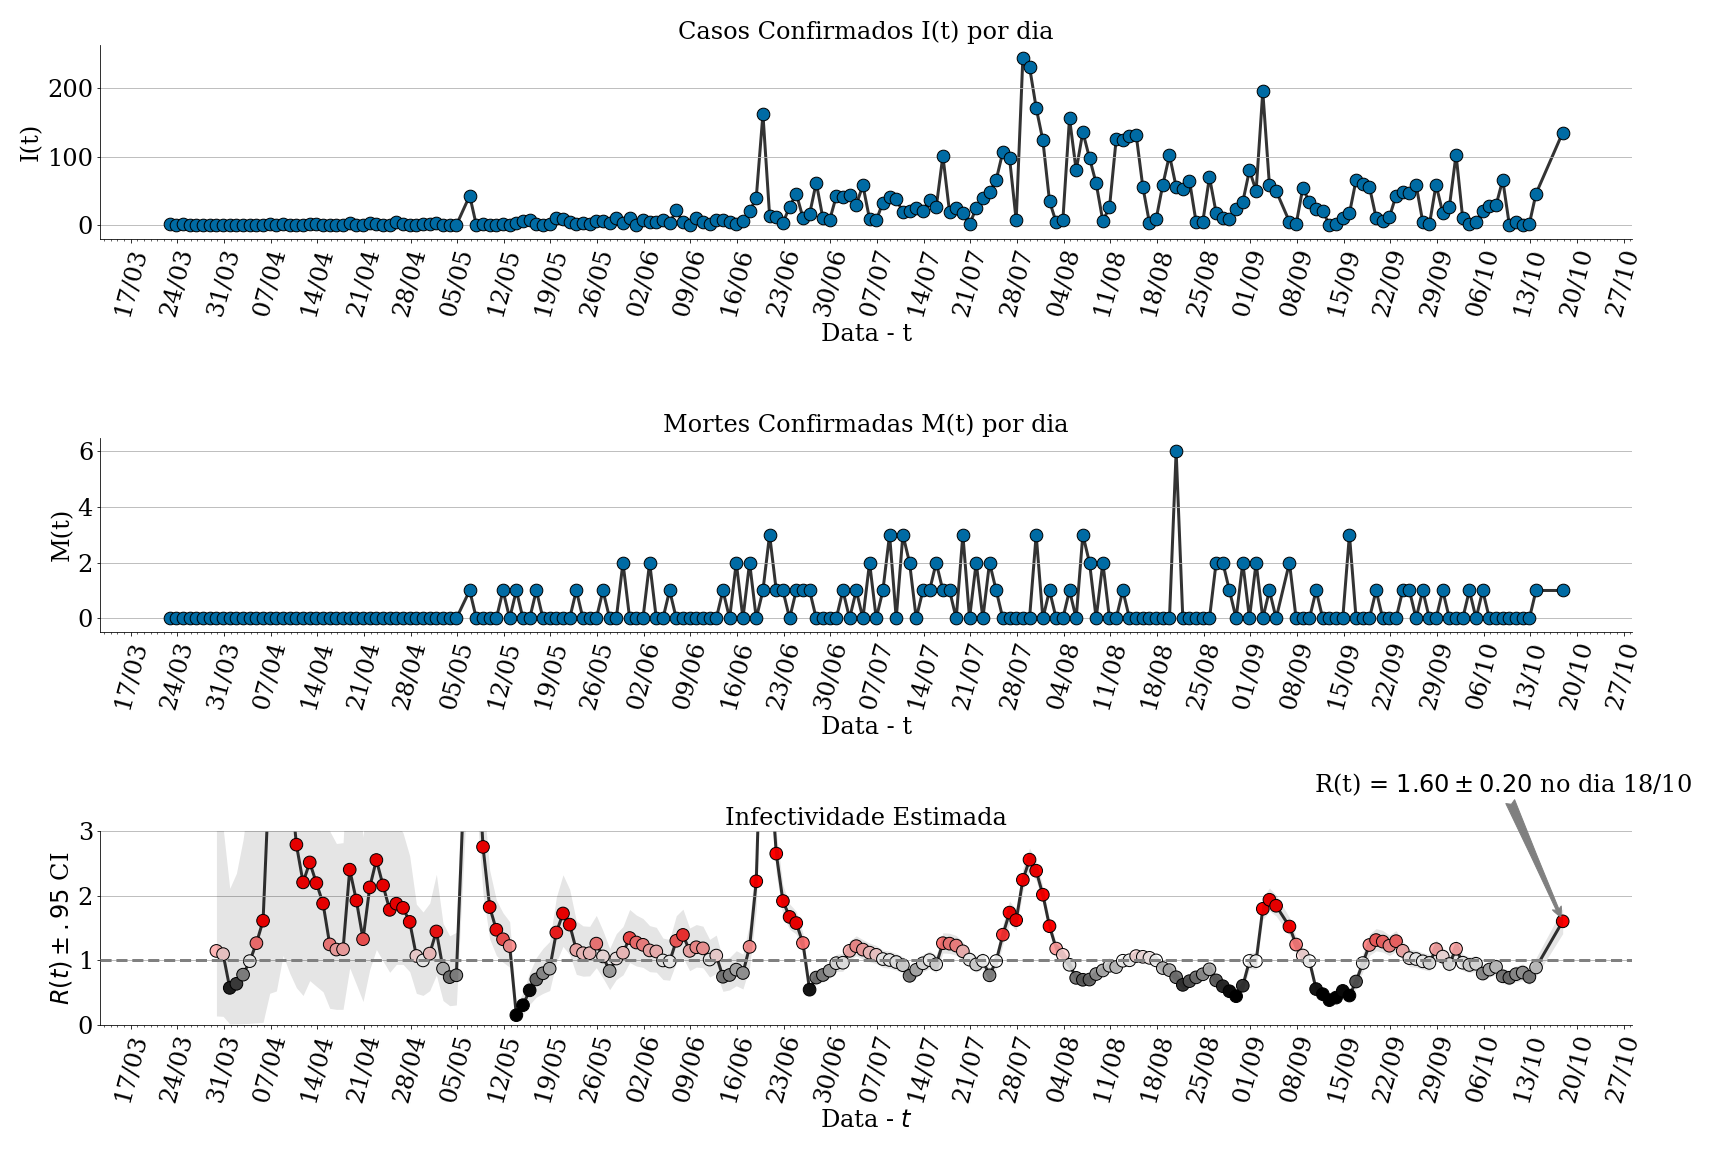 Casos Confirmados I(t) por dia
I(t)
200
100
0
17/03 24/03 31/03 07/04 14/04 21/04 28/04 05/05 12/05 19/05 26/05 02/06 09/06 16/06 23/06 30/06 07/07 14/07 21/07 28/07 04/08 11/08 18/08 25/08 01/09 08/09 15/09 22/09 29/09 06/10 13/10 20/10 27/10
Data - t
Mortes Confirmadas M(t) por dia
M(t)
6
4
2
0
17/03 24/03 31/03 07/04 14/04 21/04 28/04 05/05 12/05 19/05 26/05 02/06 09/06 16/06 23/06 30/06 07/07 14/07 21/07 28/07 04/08 11/08 18/08 25/08 01/09 08/09 15/09 22/09 29/09 06/10 13/10 20/10 27/10
Data - t
R(t) = 1.60 ± 0.20 no dia 18/10
Infectividade Estimada
R(t) ± .95 CI
3
2
1
0
17/03 24/03 31/03 07/04 14/04 21/04 28/04 05/05 12/05 19/05 26/05 02/06 09/06 16/06 23/06 30/06 07/07 14/07 21/07 28/07 04/08 11/08 18/08 25/08 01/09 08/09 15/09 22/09 29/09 06/10 13/10 20/10 27/10
Data - t